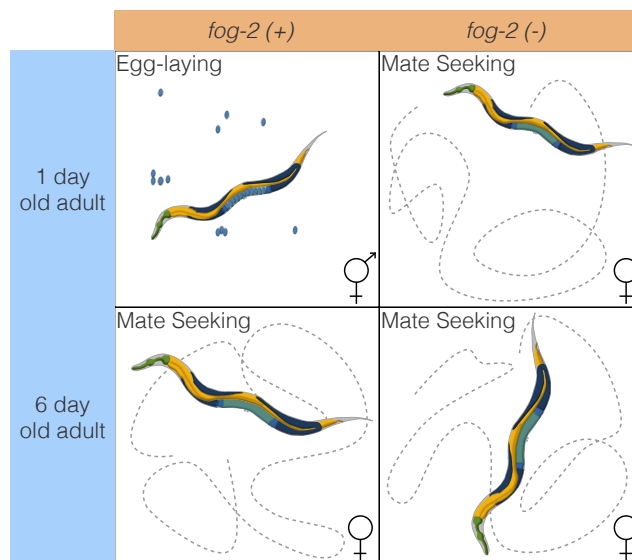 fog-2 (+)
fog-2 (-)
1 day
old adult
Egg-laying
Mate Seeking
6 day
old adult
Mate Seeking
Mate Seeking